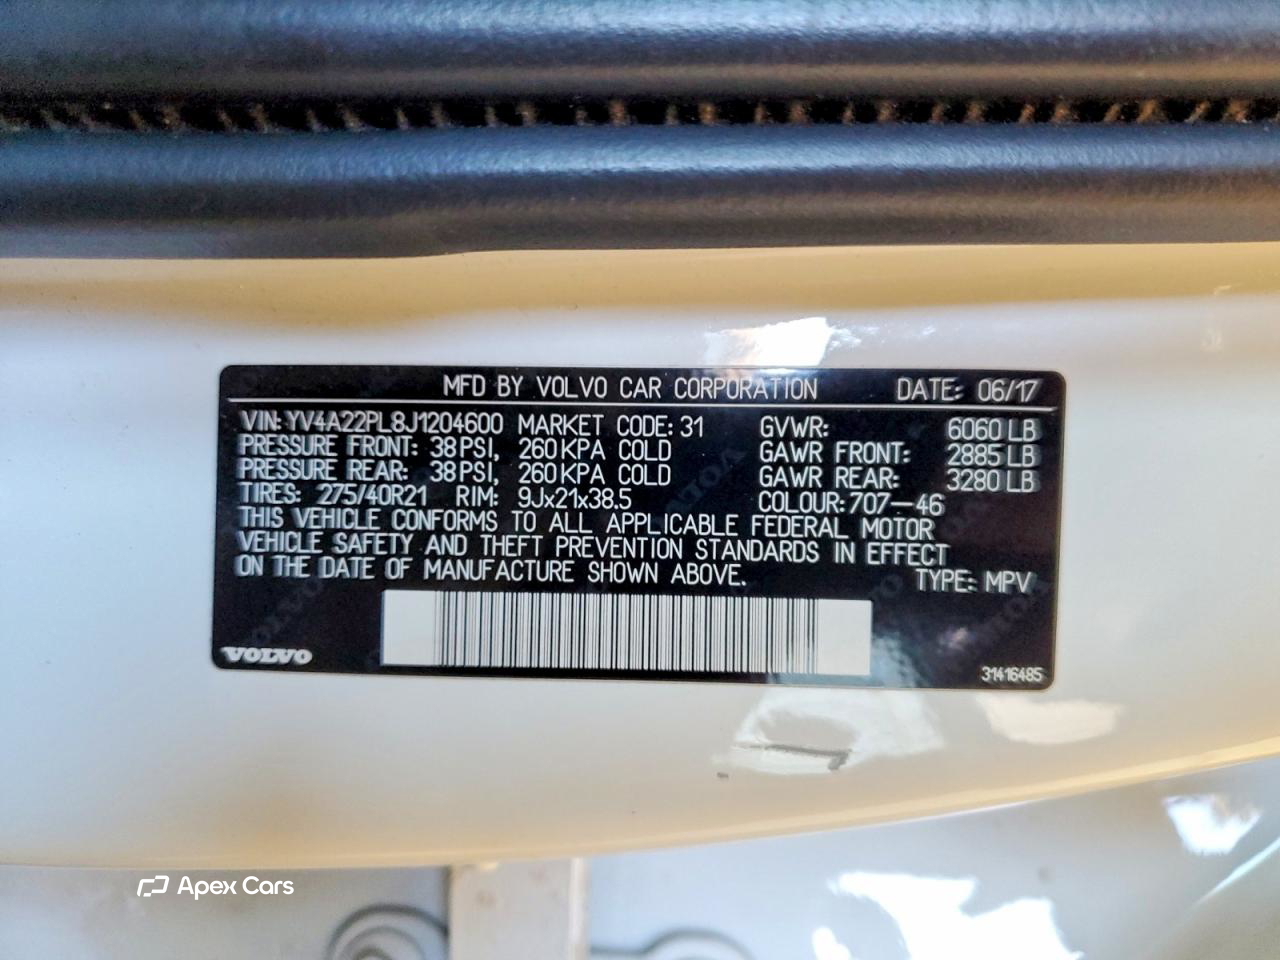 MFD BY VOLVO CAR CORPORATION DATE: 06/17
VIN: YV4A22PL8J1204600 MARKET CODE: 31 GVWR: 6060 LB
PRESSURE FRONT: 38 PSI, 260 KPA COLD GAWR FRONT: 2885 LB
PRESSURE REAR: 38 PSI, 260 KPA COLD GAWR REAR: 3280 LB
TIRES: 275/40R21 RIM: 9Jx21x38.5 COLOUR: 707-46
THIS VEHICLE CONFORMS TO ALL APPLICABLE FEDERAL MOTOR
VEHICLE SAFETY AND THEFT PREVENTION STANDARDS IN EFFECT
ON THE DATE OF MANUFACTURE SHOWN ABOVE. TYPE: MPV
VOLVO
31416485
Apex Cars